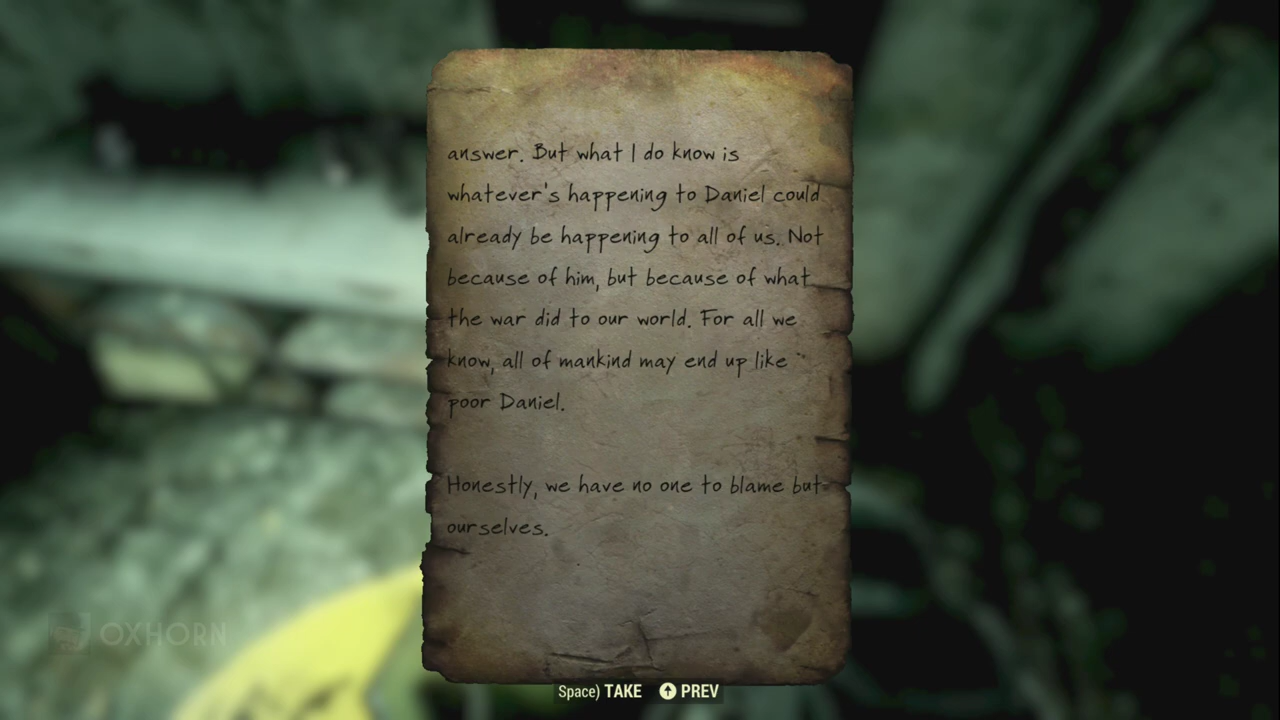 answer. But what I do know is
whatever's happening to Daniel could
already be happening to all of us. Not
because of him, but because of what
the war did to our world. For all we
know, all of mankind may end up like
poor Daniel.
Honestly, we have no one to blame but
ourselves.
OXHORN
Space) TAKE PREV